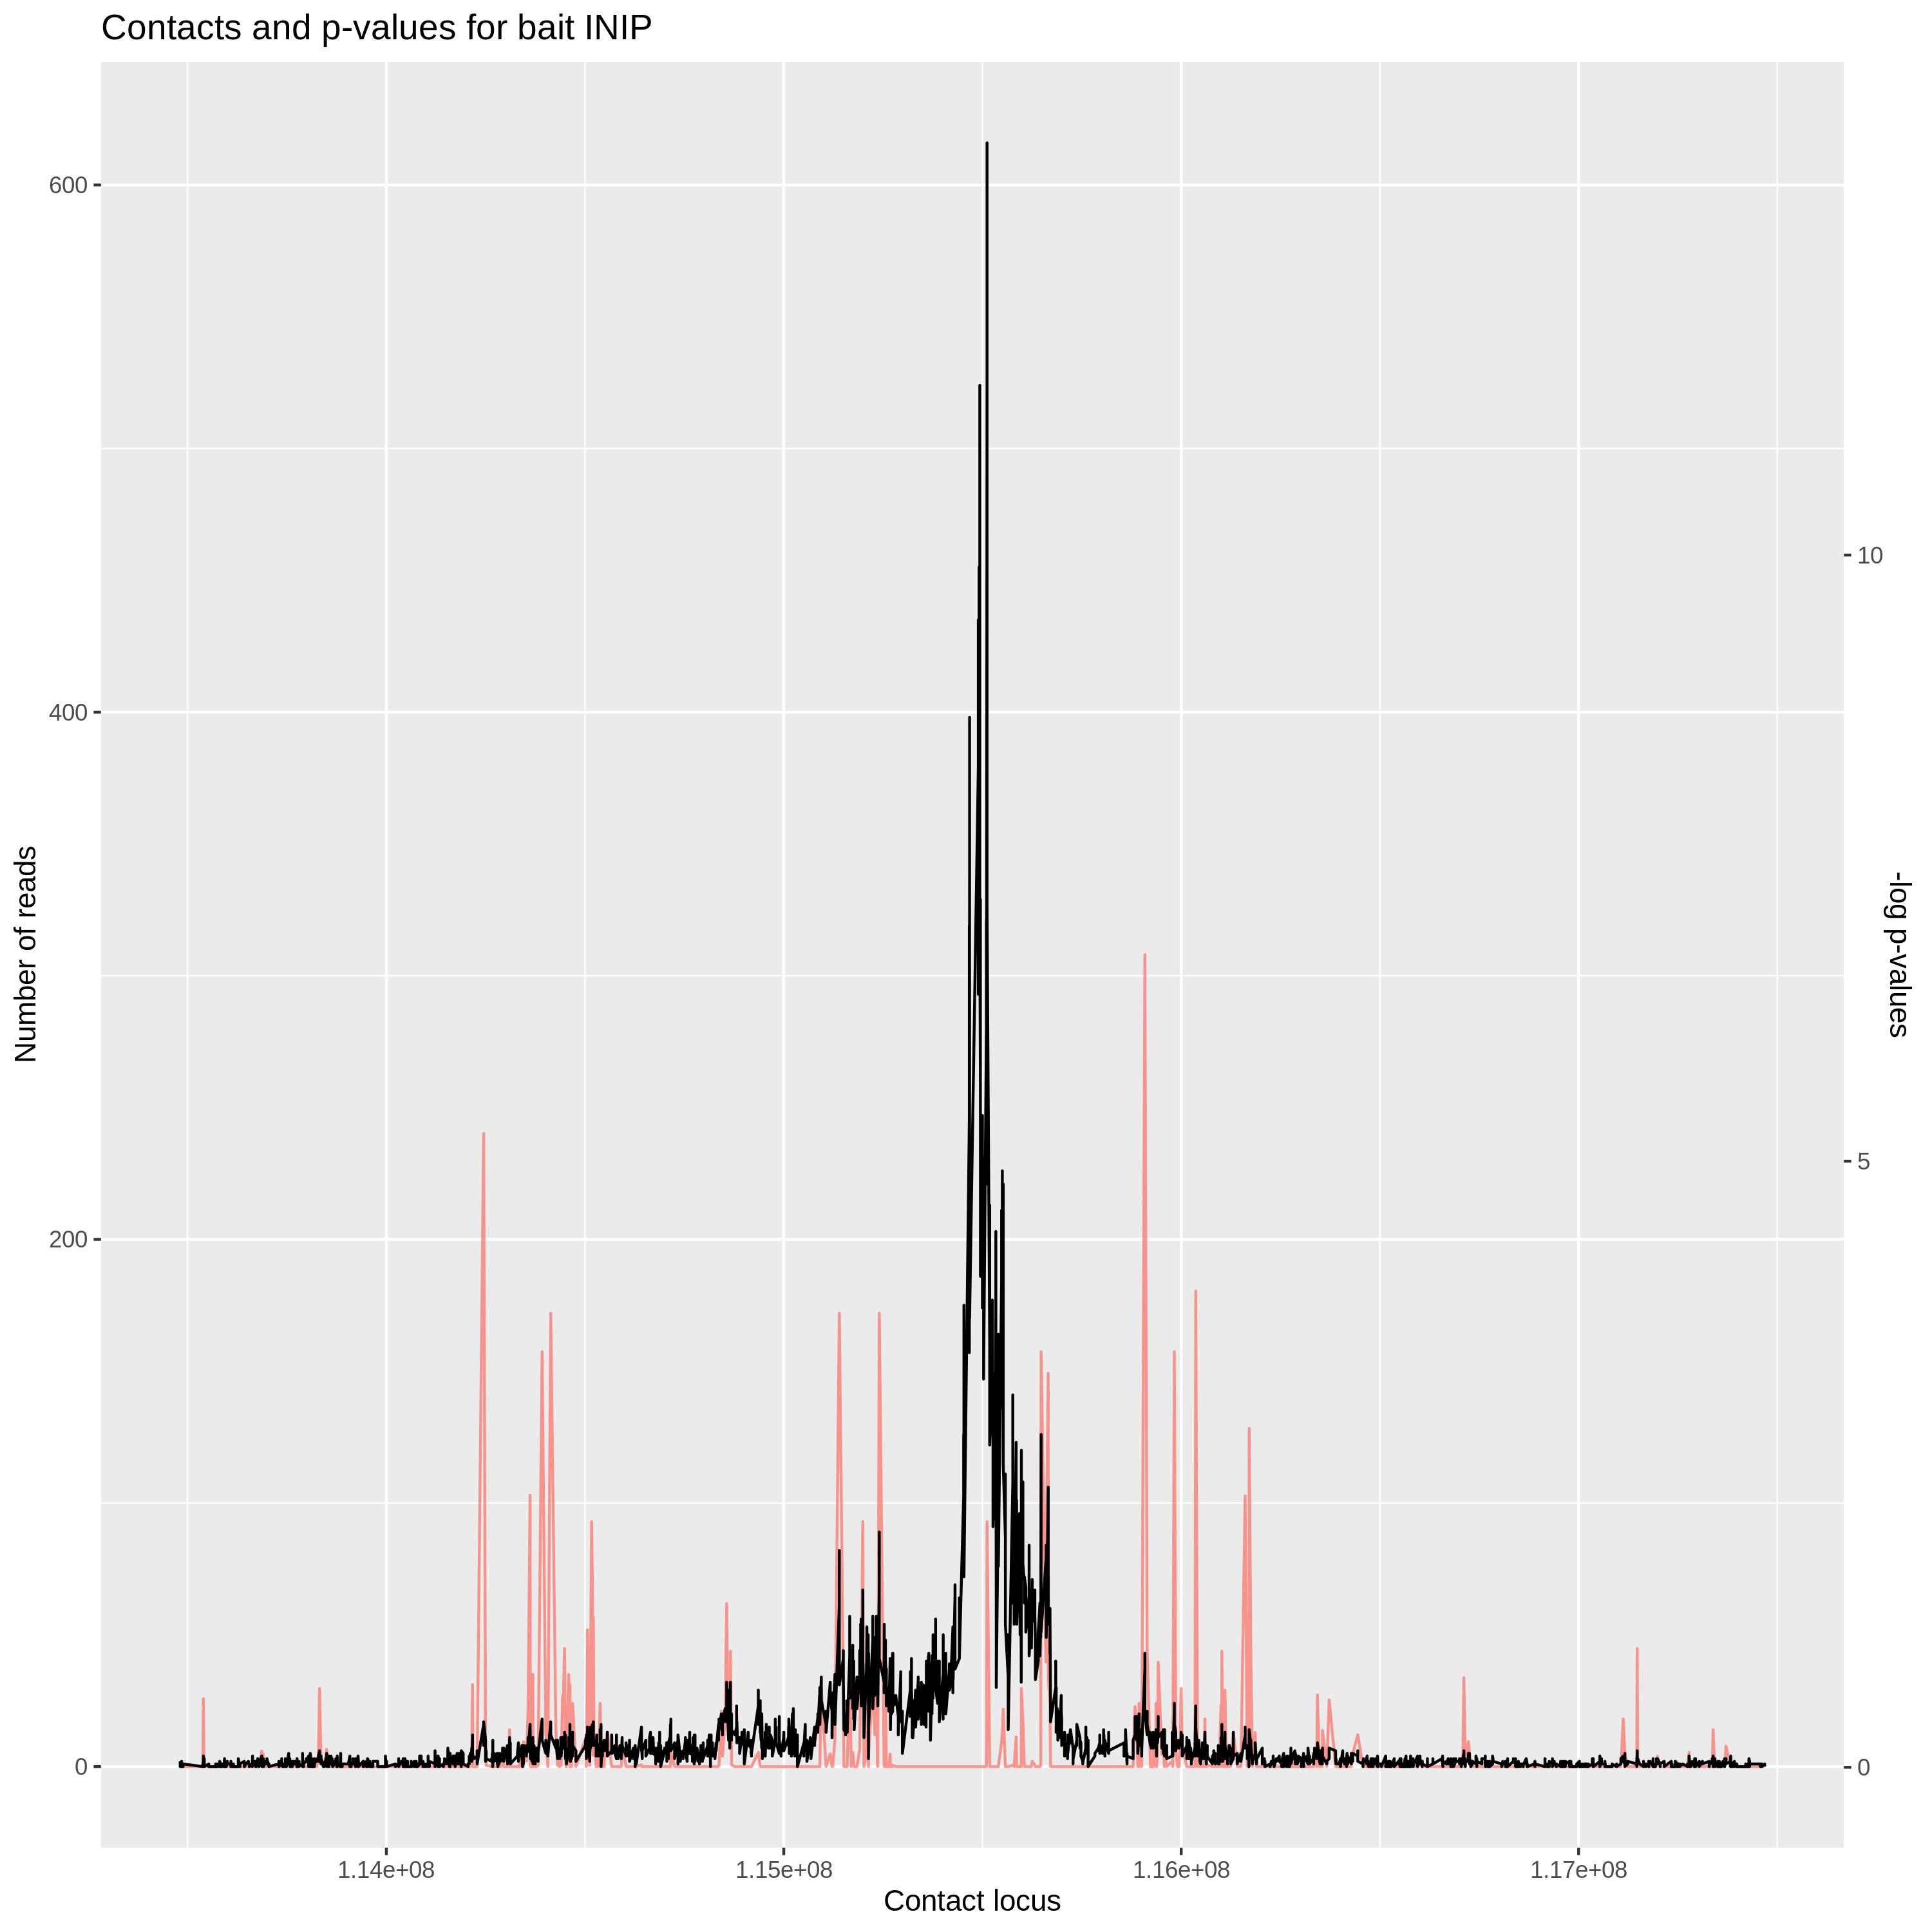 Contacts and p-values for bait INIP
600
400
200
0
Number of reads
10
5
0
-log p-values
1.14e+08
1.15e+08
1.16e+08
1.17e+08
Contact locus